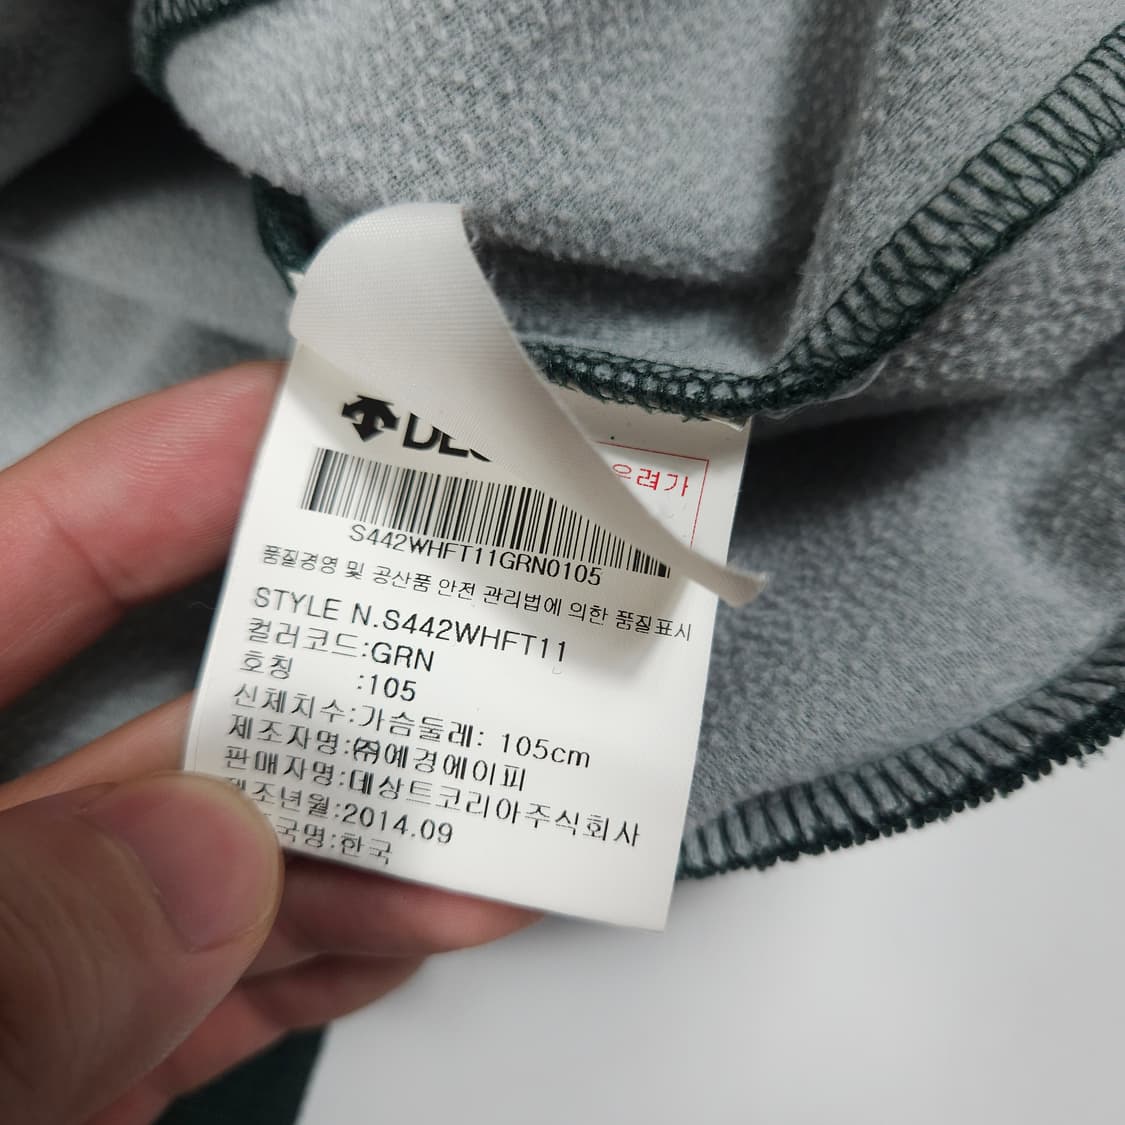 우려가
S442WHFT11GRN0105
품질경영 및 공산품 안전 관리법에 의한 품질표시
STYLE N.S442WHFT11
컬러코드:GRN
호칭 :105
신체치수:가슴둘레: 105cm
제조자명:㈜예경에이피
판매자명:데상트코리아주식회사
제조년월:2014.09
국명:한국